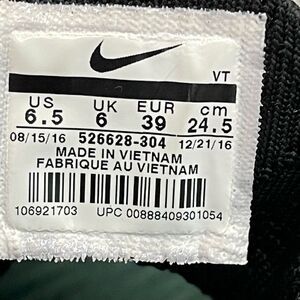 VT
US UK EUR cm
6.5 6 39 24.5
08/15/16 526628-304 12/21/16
MADE IN VIETNAM
FABRIQUE AU VIETNAM
106921703 UPC 00888409301054